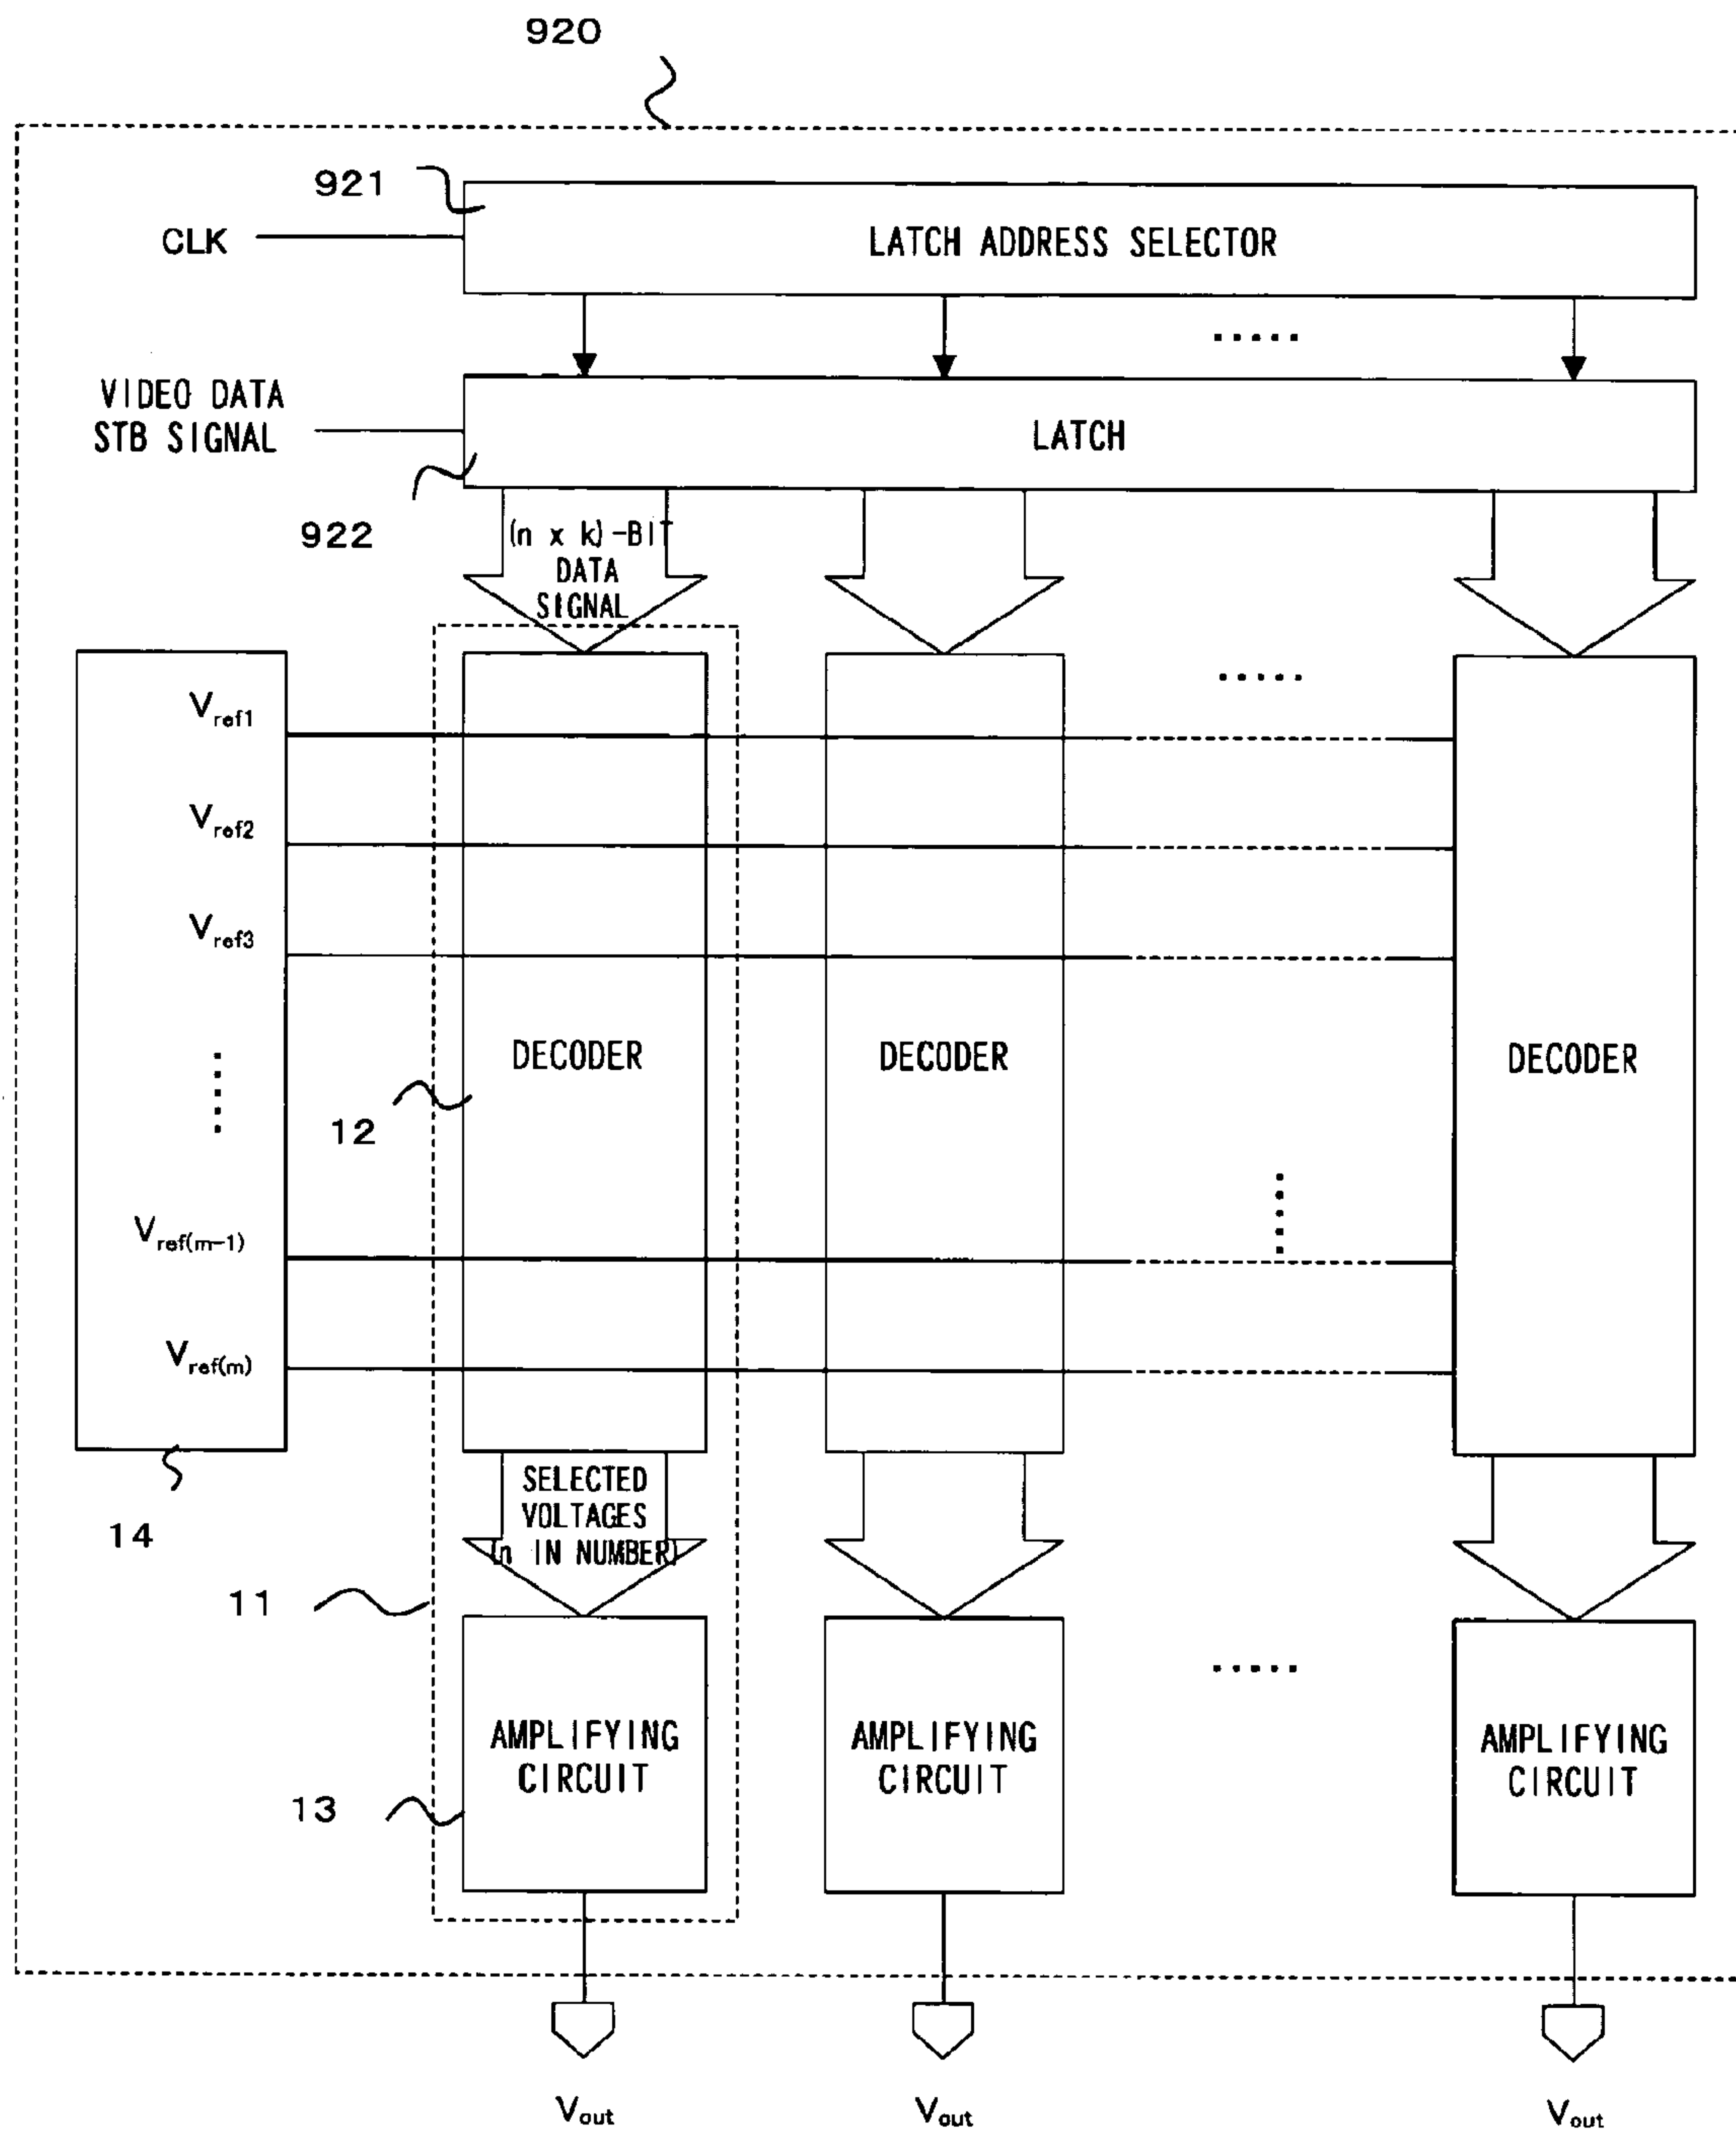 920
921
CLK
LATCH ADDRESS SELECTOR
VIDEO DATA
STB SIGNAL
LATCH
922
(n x k)-BIT
DATA
SIGNAL
Vref1
Vref2
Vref3
DECODER
DECODER
DECODER
12
Vref(m-1)
Vref(m)
14
SELECTED
VOLTAGES
(n IN NUMBER)
11
AMPLIFYING
CIRCUIT
AMPLIFYING
CIRCUIT
AMPLIFYING
CIRCUIT
13
Vout
Vout
Vout